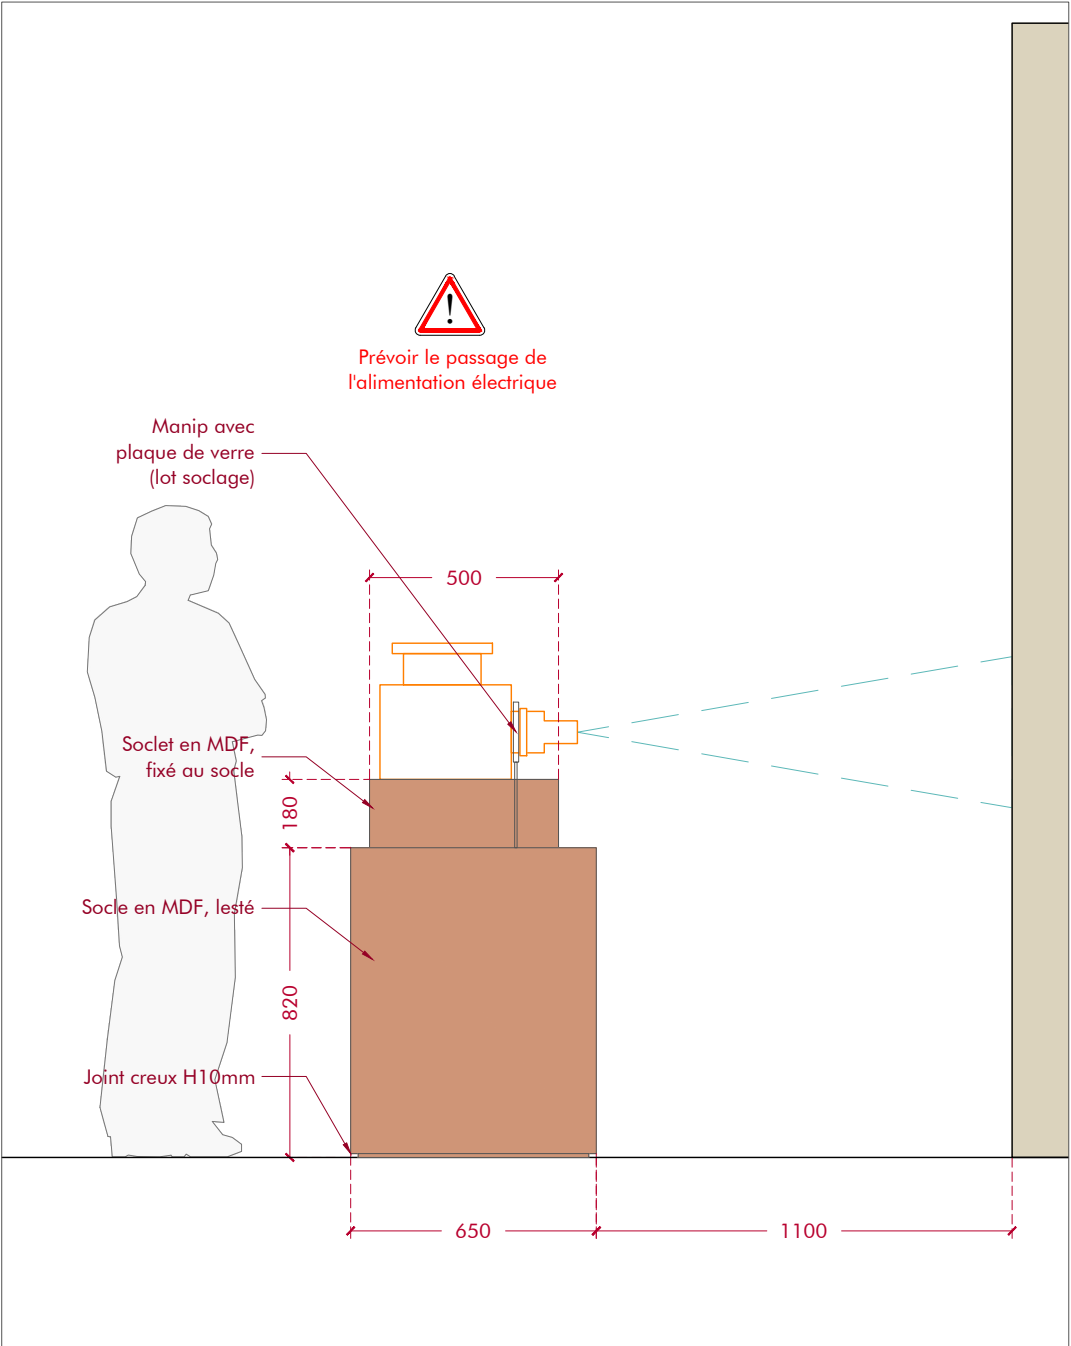 !
Prévoir le passage de
l'alimentation électrique
Manip avec
plaque de verre
(lot soclage)
500
Soclet en MDF,
fixé au socle
180
Socle en MDF, lesté
820
Joint creux H10mm
650
1100